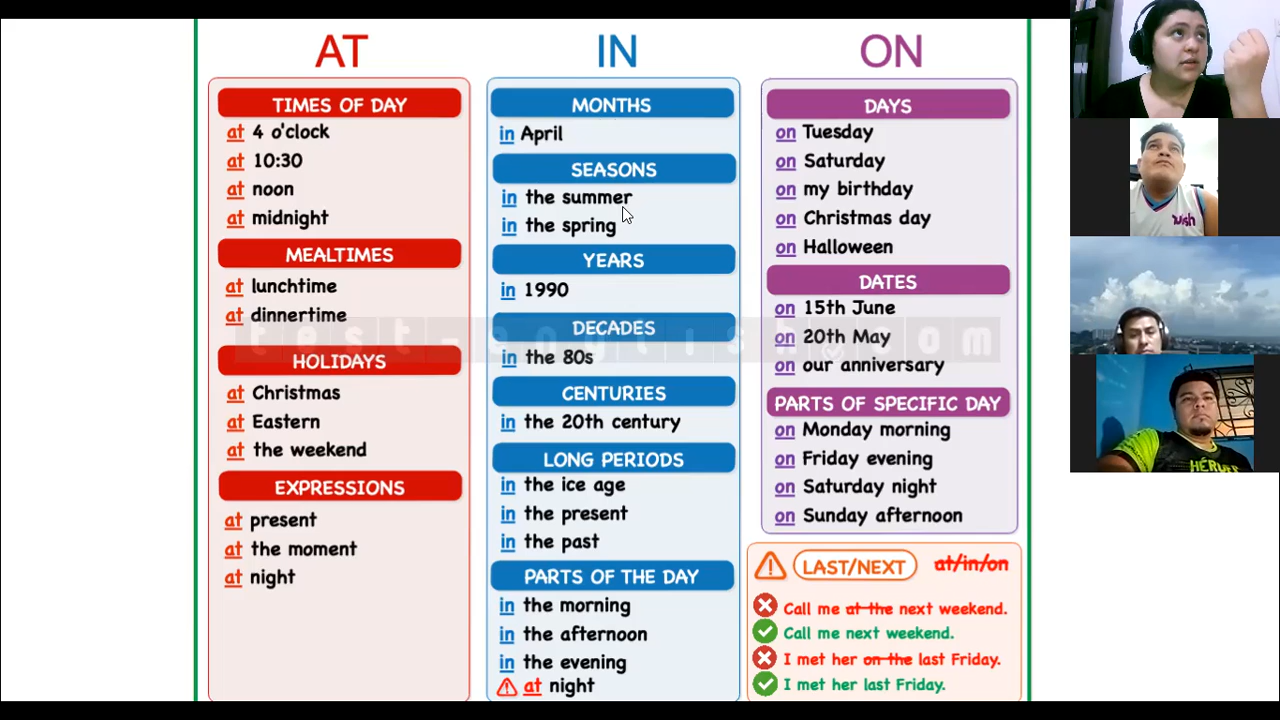 AT
TIMES OF DAY
at 4 o'clock
at 10:30
at noon
at midnight
MEALTIMES
at lunchtime
at dinnertime
HOLIDAYS
at Christmas
at Eastern
at the weekend
EXPRESSIONS
at present
at the moment
at night
IN
MONTHS
in April
SEASONS
in the summer
in the spring
YEARS
in 1990
DECADES
in the 80s
CENTURIES
in the 20th century
LONG PERIODS
in the ice age
in the present
in the past
PARTS OF THE DAY
in the morning
in the afternoon
in the evening
at night
ON
DAYS
on Tuesday
on Saturday
on my birthday
on Christmas day
on Halloween
DATES
on 15th June
on 20th May
on our anniversary
PARTS OF SPECIFIC DAY
on Monday morning
on Friday evening
on Saturday night
on Sunday afternoon
LAST/NEXT at/in/on
Call me at the next weekend.
Call me next weekend.
I met her on the last Friday.
I met her last Friday.
test-english.com